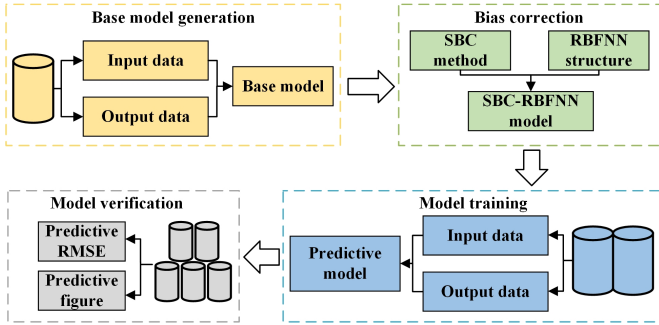 Base model generation
Input data
Output data
Base model
Bias correction
SBC
method
RBFNN
structure
SBC-RBFNN
model
Model verification
Predictive
RMSE
Predictive
figure
Model training
Predictive
model
Input data
Output data